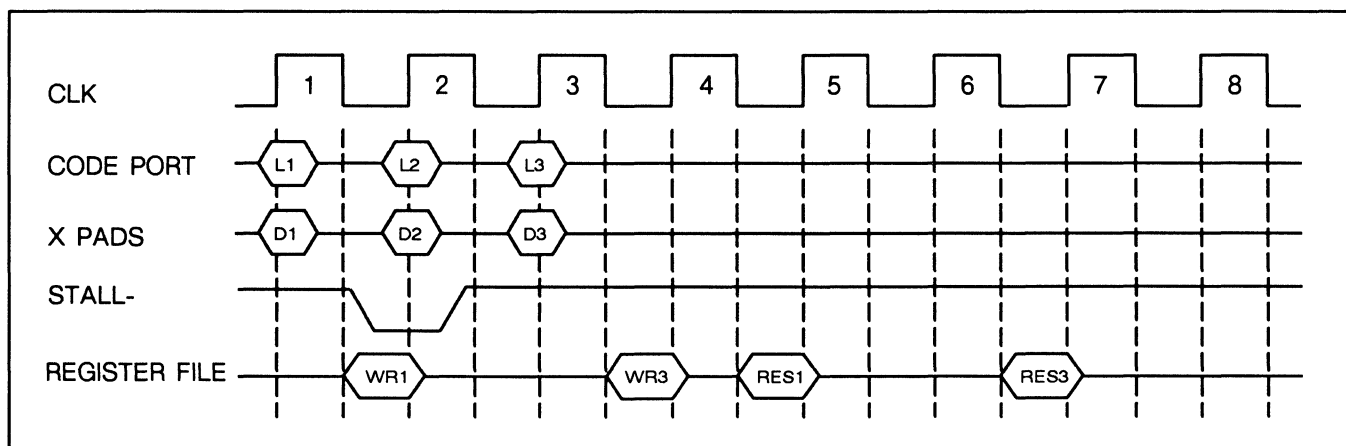 CLK 1 2 3 4 5 6 7 8
CODE PORT L1 L2 L3
X PADS D1 D2 D3
STALL-
REGISTER FILE WR1 WR3 RES1 RES3